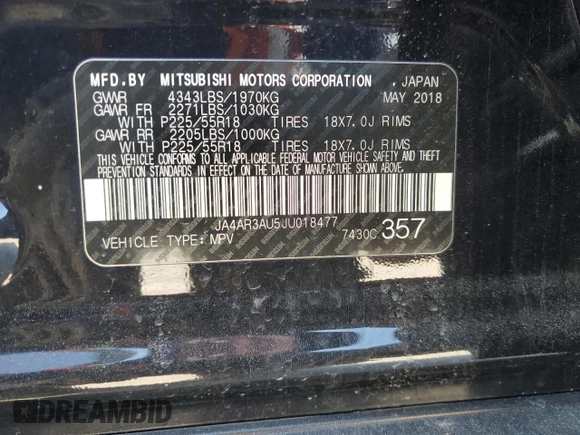 MFD.BY MITSUBISHI MOTORS CORPORATION , JAPAN
GVWR 4343LBS/1970KG MAY 2018
GAWR FR 2271LBS/1030KG
WITH P225/55R18 TIRES 18X7.0J RIMS
GAWR RR 2205LBS/1000KG
WITH P225/55R18 TIRES 18X7.0J RIMS
THIS VEHICLE CONFORMS TO ALL APPLICABLE FEDERAL MOTOR VEHICLE SAFETY AND THEFT
PREVENTION STANDARDS IN EFFECT ON THE DATE OF MANUFACTURE SHOWN ABOVE.
JA4AR3AU5JU018477
VEHICLE TYPE: MPV 7430C 357
DREAMBID